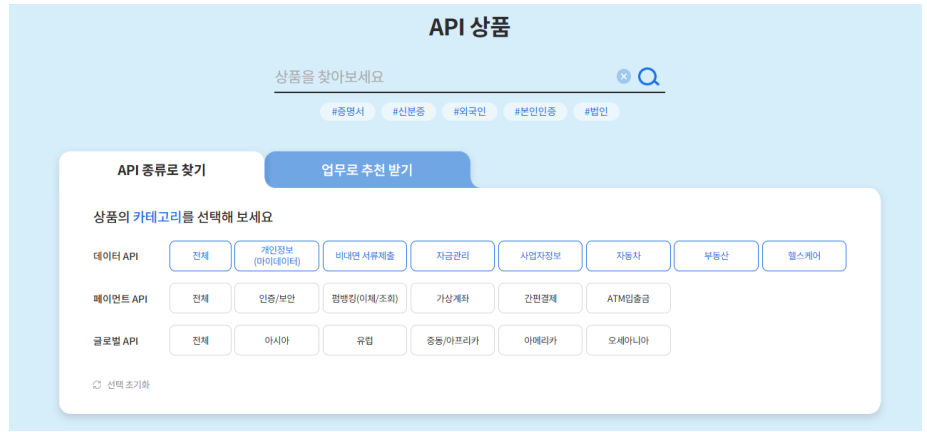 API 상품
상품을 찾아보세요
#증명서 #신분증 #외국인 #본인인증 #법인
API 종류로 찾기 업무로 추천 받기
상품의 카테고리를 선택해 보세요
데이터 API 전체 개인정보 (마이데이터) 비대면 서류제출 자금관리 사업자정보 자동차 부동산 헬스케어
페이먼트 API 전체 인증/보안 펌뱅킹(이체/조회) 가상계좌 간편결제 ATM입출금
글로벌 API 전체 아시아 유럽 중동/아프리카 아메리카 오세아니아
선택 초기화